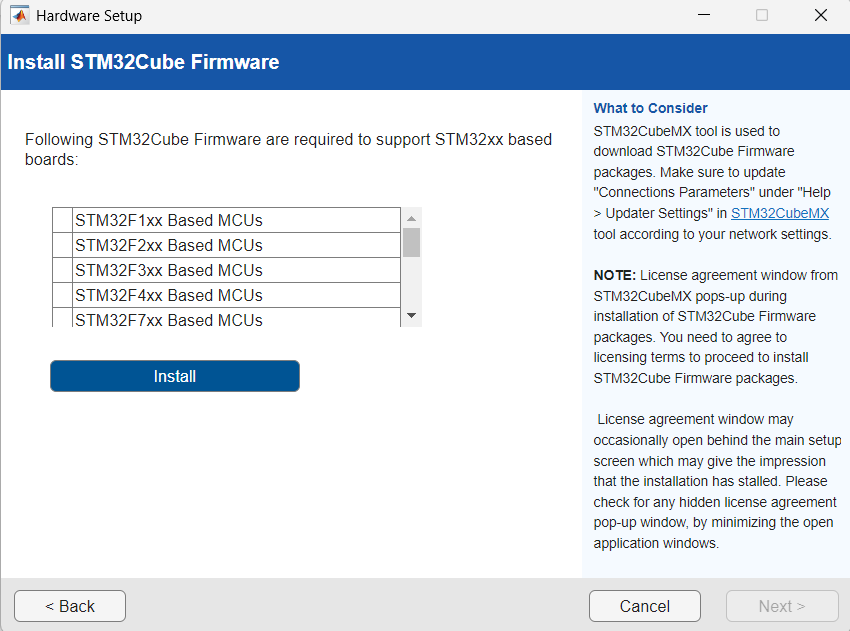 Hardware Setup
Install STM32Cube Firmware
Following STM32Cube Firmware are required to support STM32xx based
boards:
STM32F1xx Based MCUs
STM32F2xx Based MCUs
STM32F3xx Based MCUs
STM32F4xx Based MCUs
STM32F7xx Based MCUs
Install
What to Consider
STM32CubeMX tool is used to
download STM32Cube Firmware
packages. Make sure to update
"Connections Parameters" under "Help
> Updater Settings" in STM32CubeMX
tool according to your network settings.
NOTE: License agreement window from
STM32CubeMX pops-up during
installation of STM32Cube Firmware
packages. You need to agree to
licensing terms to proceed to install
STM32Cube Firmware packages.
License agreement window may
occasionally open behind the main setup
screen which may give the impression
that the installation has stalled. Please
check for any hidden license agreement
pop-up window, by minimizing the open
application windows.
< Back
Cancel
Next >